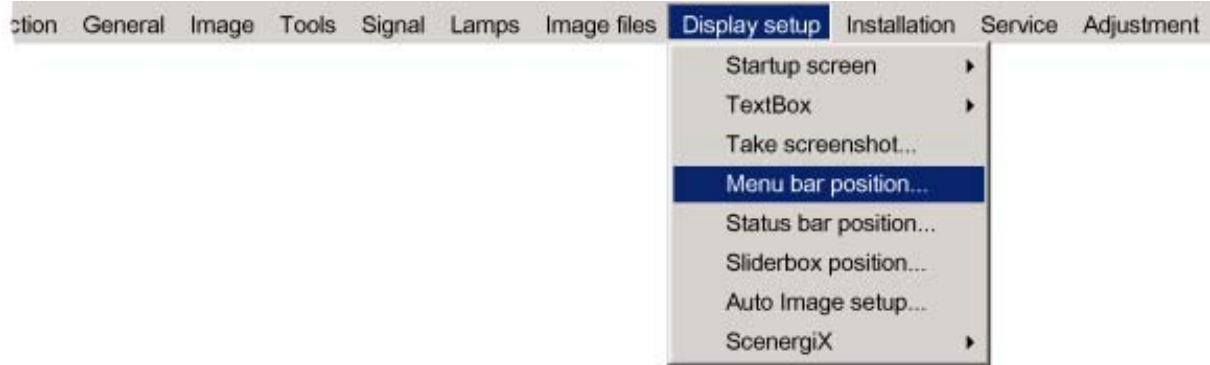 ction General Image Tools Signal Lamps Image files Display setup Installation Service Adjustment
Startup screen
TextBox
Take screenshot...
Menu bar position...
Status bar position...
Sliderbox position...
Auto Image setup...
ScenergiX